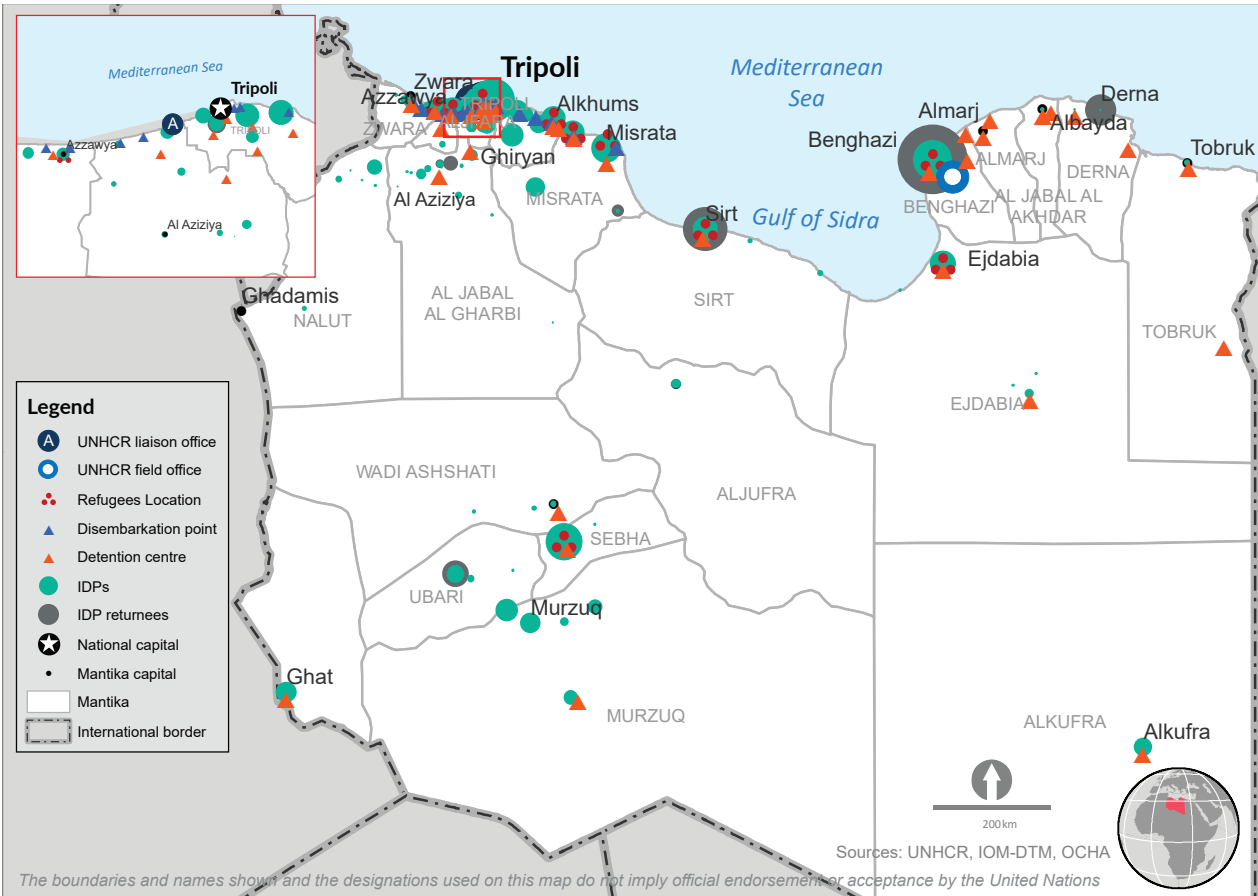 Mediterranean Sea
Tripoli
A
TRIPOLI
Azzawya
Al Aziziya
Tripoli
Zwara
Azzawya
TRIPOLI
ALJFARA
ZWARA
Alkhums
Misrata
Ghiryan
Al Aziziya
MISRATA
Mediterranean
Sea
Almarj
Derna
Benghazi
Albayda
Tobruk
ALMARJ
DERNA
BENGHAZI
AL JABAL AL
AKHDAR
Sirt
Gulf of Sidra
Ejdabia
Ghadamis
NALUT
AL JABAL
AL GHARBI
SIRT
TOBRUK
EJDABIA
Legend
A UNHCR liaison office
UNHCR field office
Refugees Location
Disembarkation point
Detention centre
IDPs
IDP returnees
National capital
Mantika capital
Mantika
International border
WADI ASHSHATI
ALJUFRA
SEBHA
UBARI
Murzuq
Ghat
MURZUQ
ALKUFRA
Alkufra
200 km
Sources: UNHCR, IOM-DTM, OCHA
The boundaries and names shown and the designations used on this map do not imply official endorsement or acceptance by the United Nations